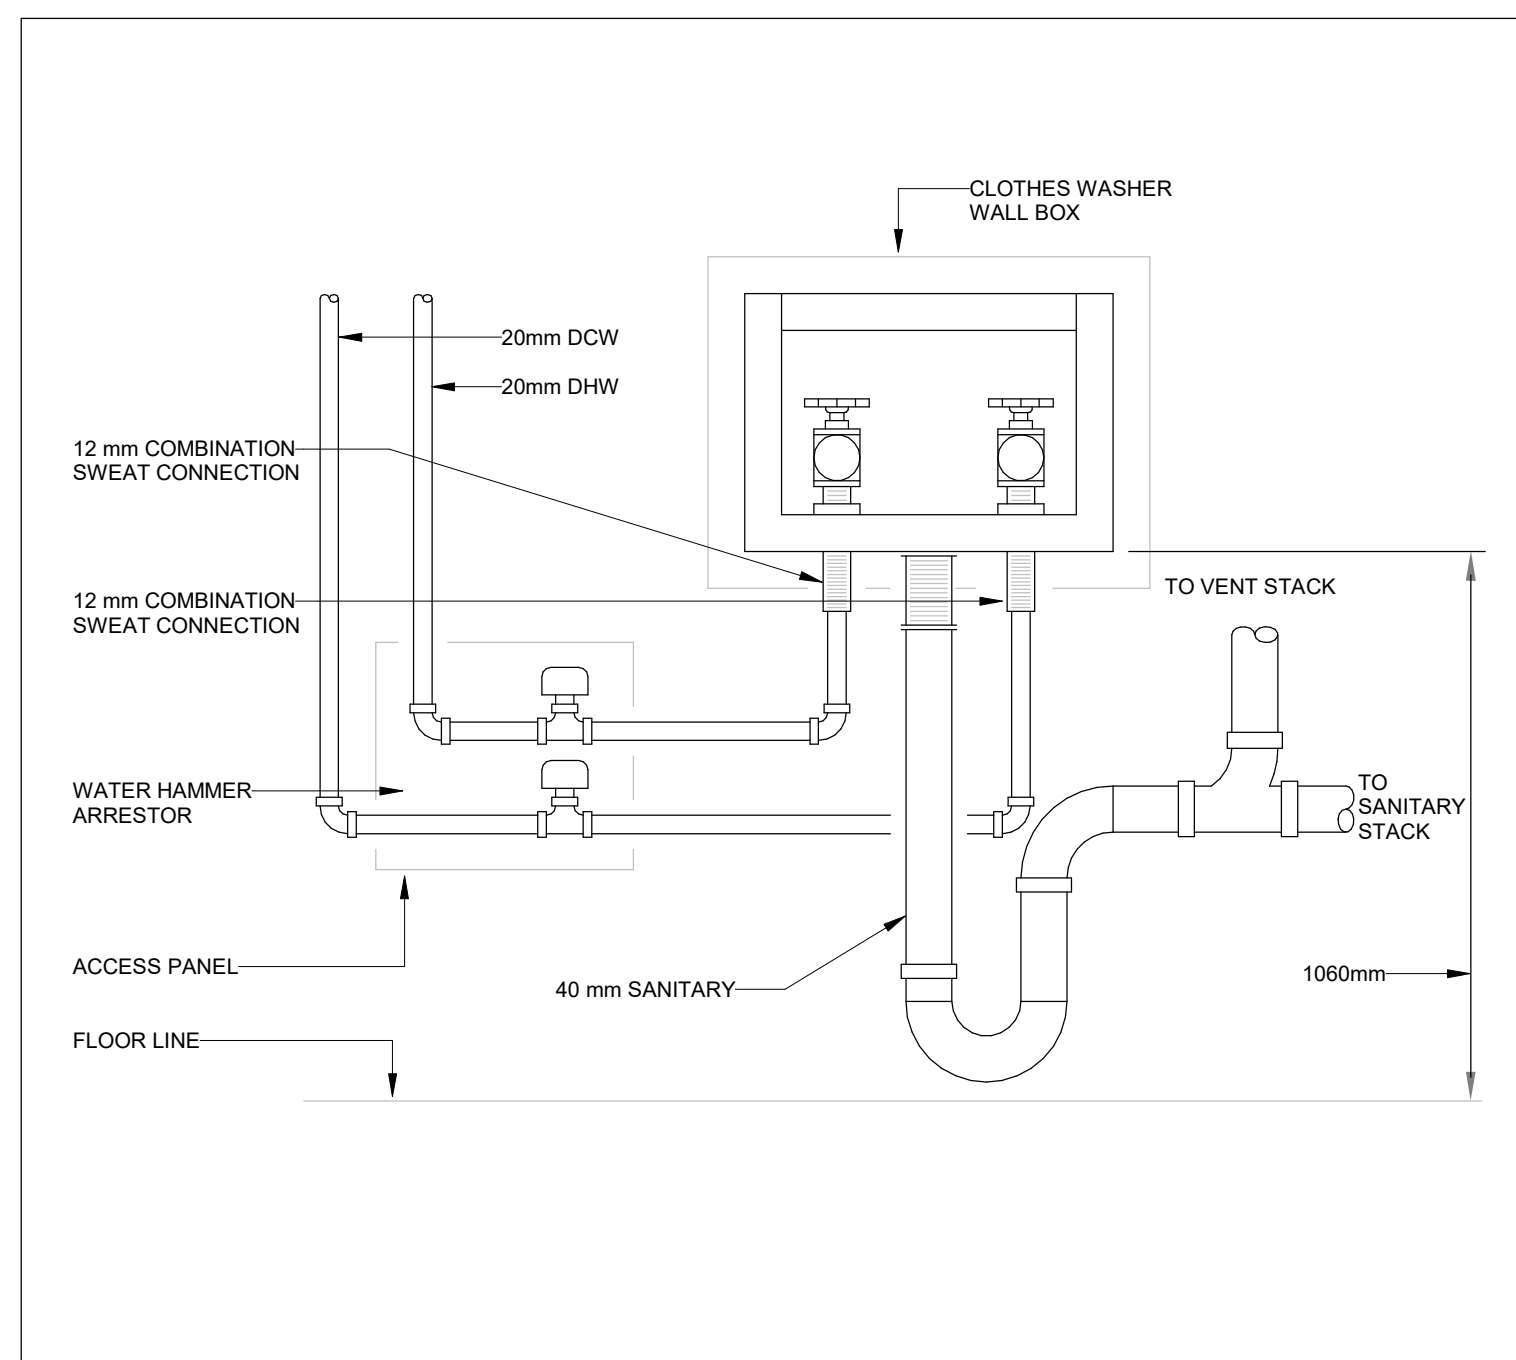 CLOTHES WASHER
WALL BOX
20mm DCW
20mm DHW
12 mm COMBINATION
SWEAT CONNECTION
12 mm COMBINATION
SWEAT CONNECTION
TO VENT STACK
WATER HAMMER
ARRESTOR
TO
SANITARY
STACK
ACCESS PANEL
40 mm SANITARY
1060mm
FLOOR LINE